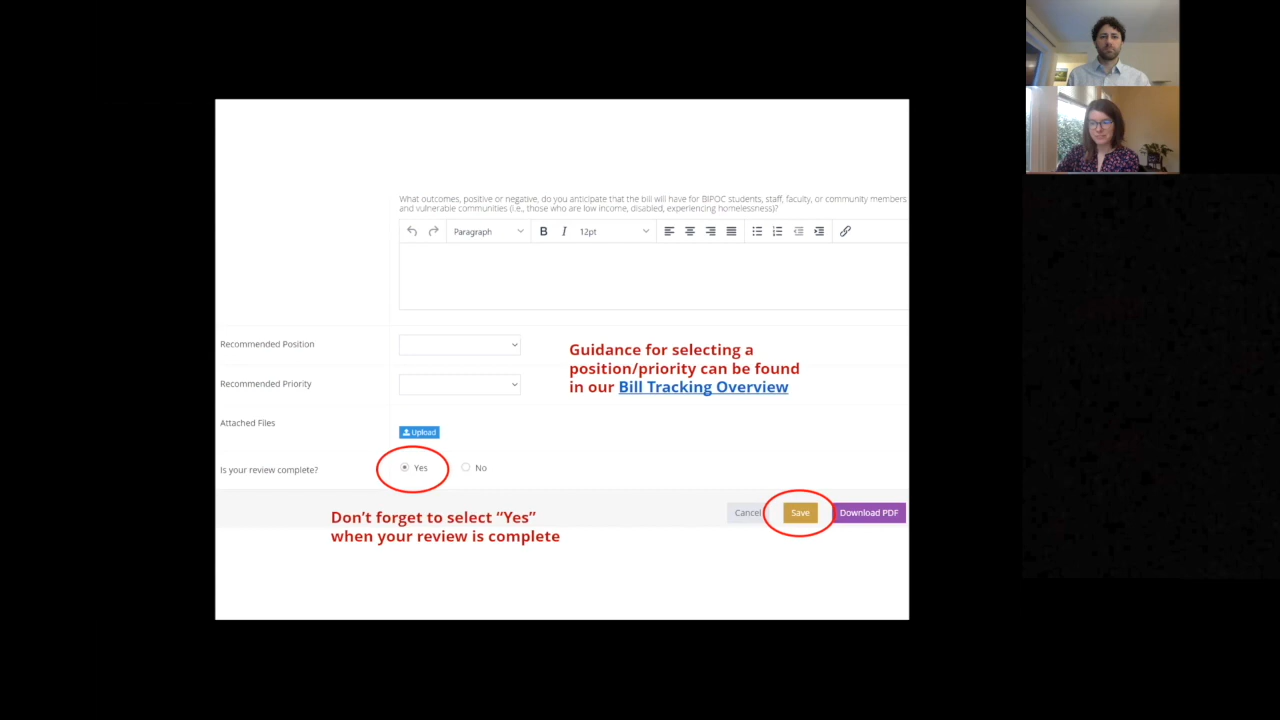 What outcomes, positive or negative, do you anticipate that the bill will have for BIPOC students, staff, faculty, or community members
and vulnerable communities (i.e., those who are low income, disabled, experiencing homelessness)?
Paragraph B I 12pt
Recommended Position
Guidance for selecting a
position/priority can be found
in our Bill Tracking Overview
Recommended Priority
Attached Files
Upload
Is your review complete? Yes No
Cancel Save Download PDF
Don’t forget to select “Yes”
when your review is complete